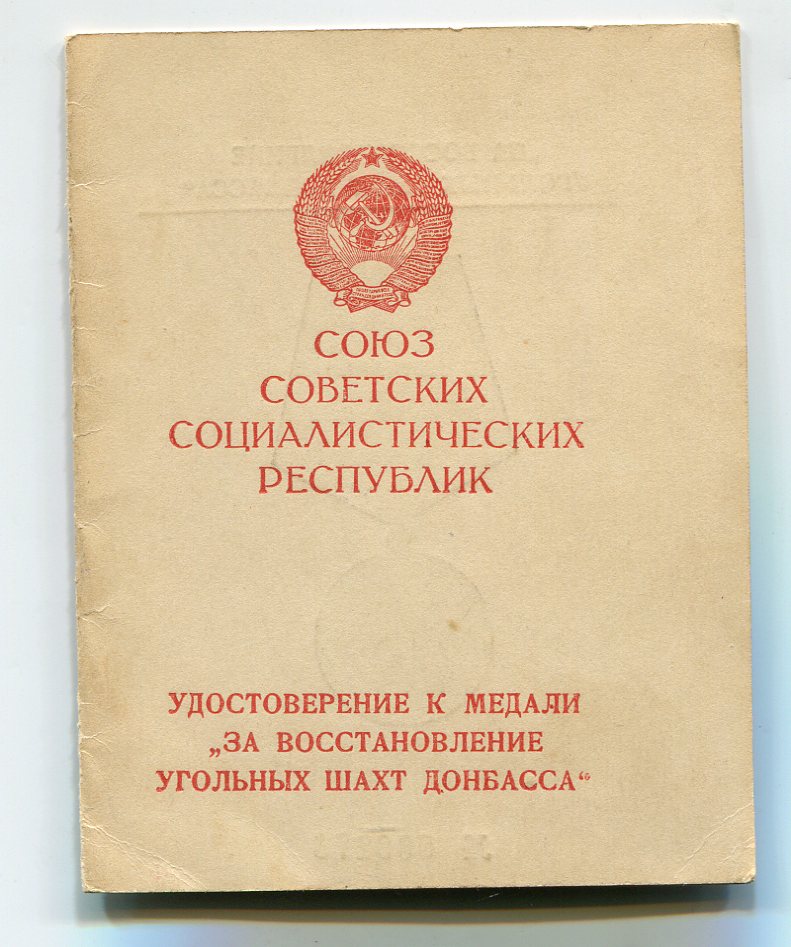 СОЮЗ
СОВЕТСКИХ
СОЦИАЛИСТИЧЕСКИХ
РЕСПУБЛИК
УДОСТОВЕРЕНИЕ К МЕДАЛИ
„ЗА ВОССТАНОВЛЕНИЕ
УГОЛЬНЫХ ШАХТ ДОНБАССА“